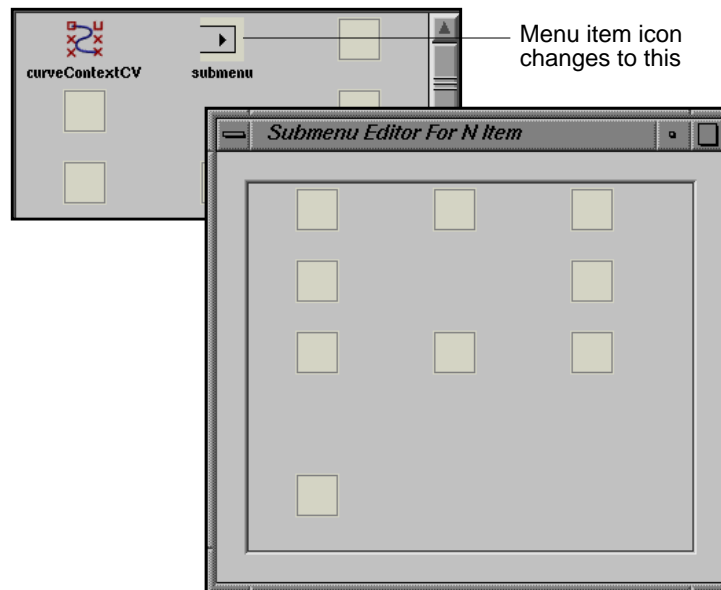 curveContextCV
submenu
Menu item icon
changes to this
Submenu Editor For N Item